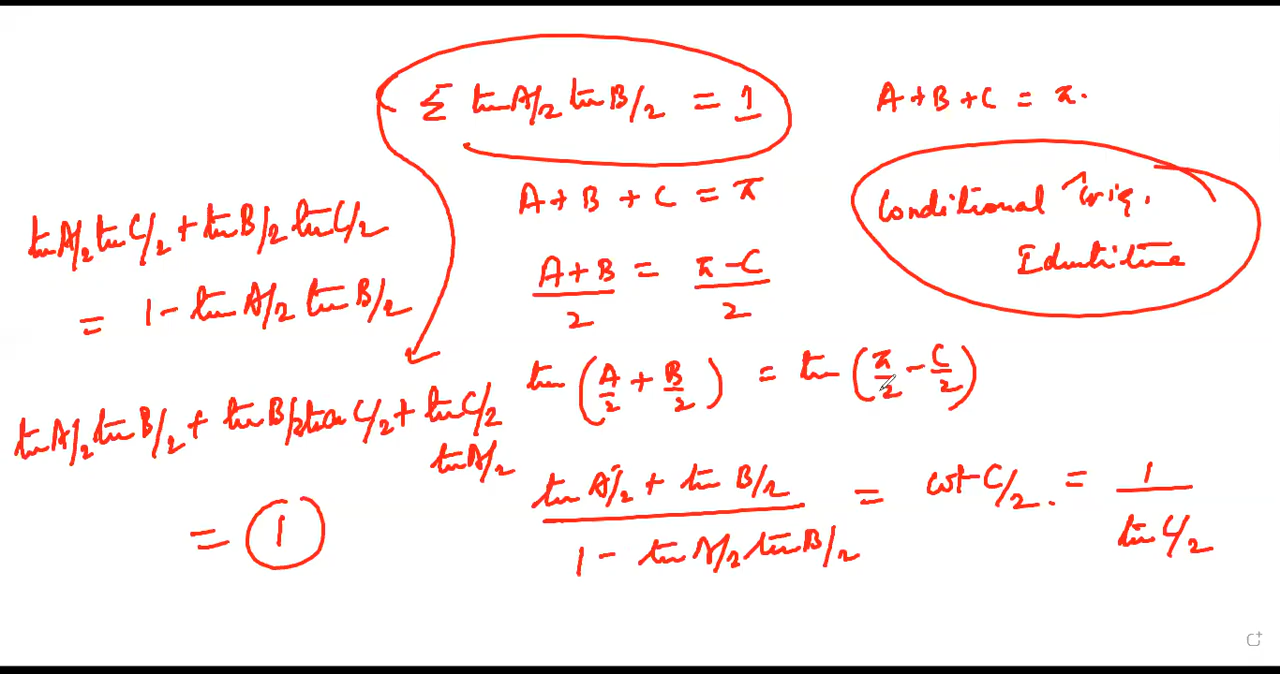 Σ tan A/2 tan B/2 = 1
A + B + C = π.
Conditional Trig.
A + B + C = π
(A + B)/2 = (π - C)/2
tan (A/2 + B/2) = tan (π/2 - C/2)
(tan A/2 + tan B/2)/(1 - tan A/2 tan B/2) = cot C/2 . = 1/(tan C/2)
tan A/2 tan C/2 + tan B/2 tan C/2
= 1 - tan A/2 tan B/2
tan A/2 tan B/2 + tan B/2 tan C/2 + tan C/2
tan A/2
= 1